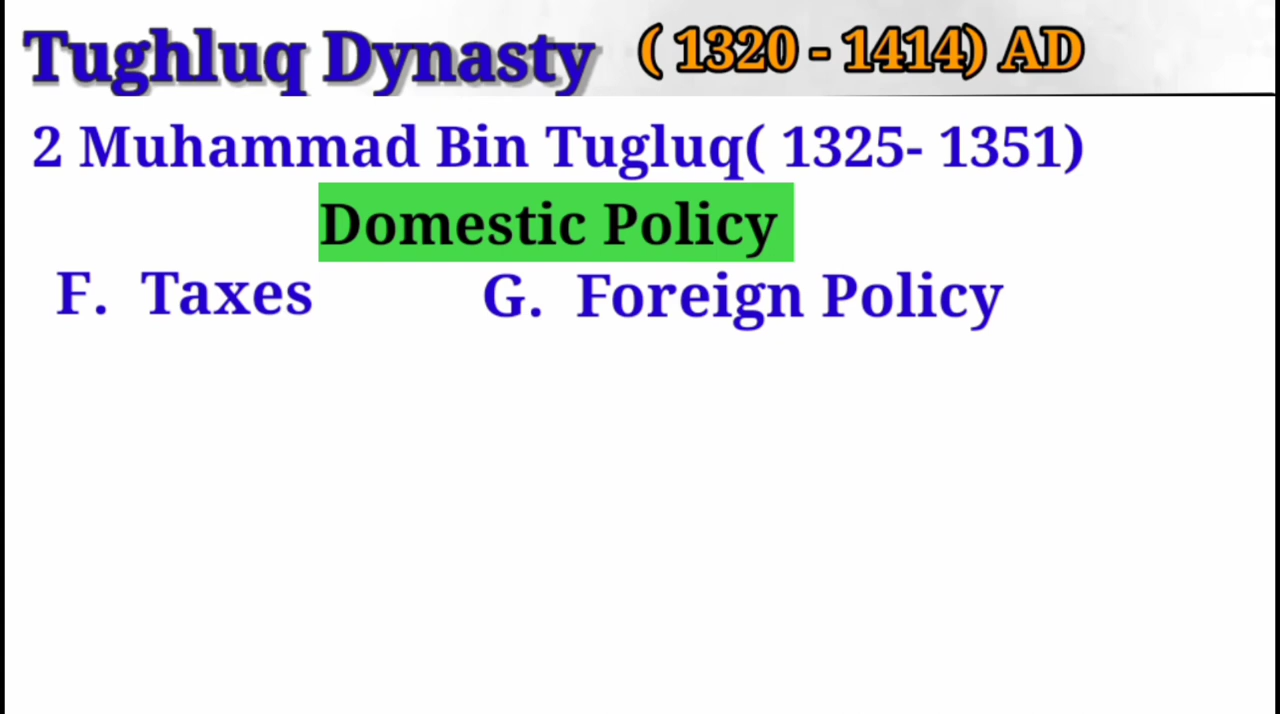 Tughluq Dynasty ( 1320 - 1414) AD
2 Muhammad Bin Tugluq( 1325- 1351)
Domestic Policy
F. Taxes G. Foreign Policy